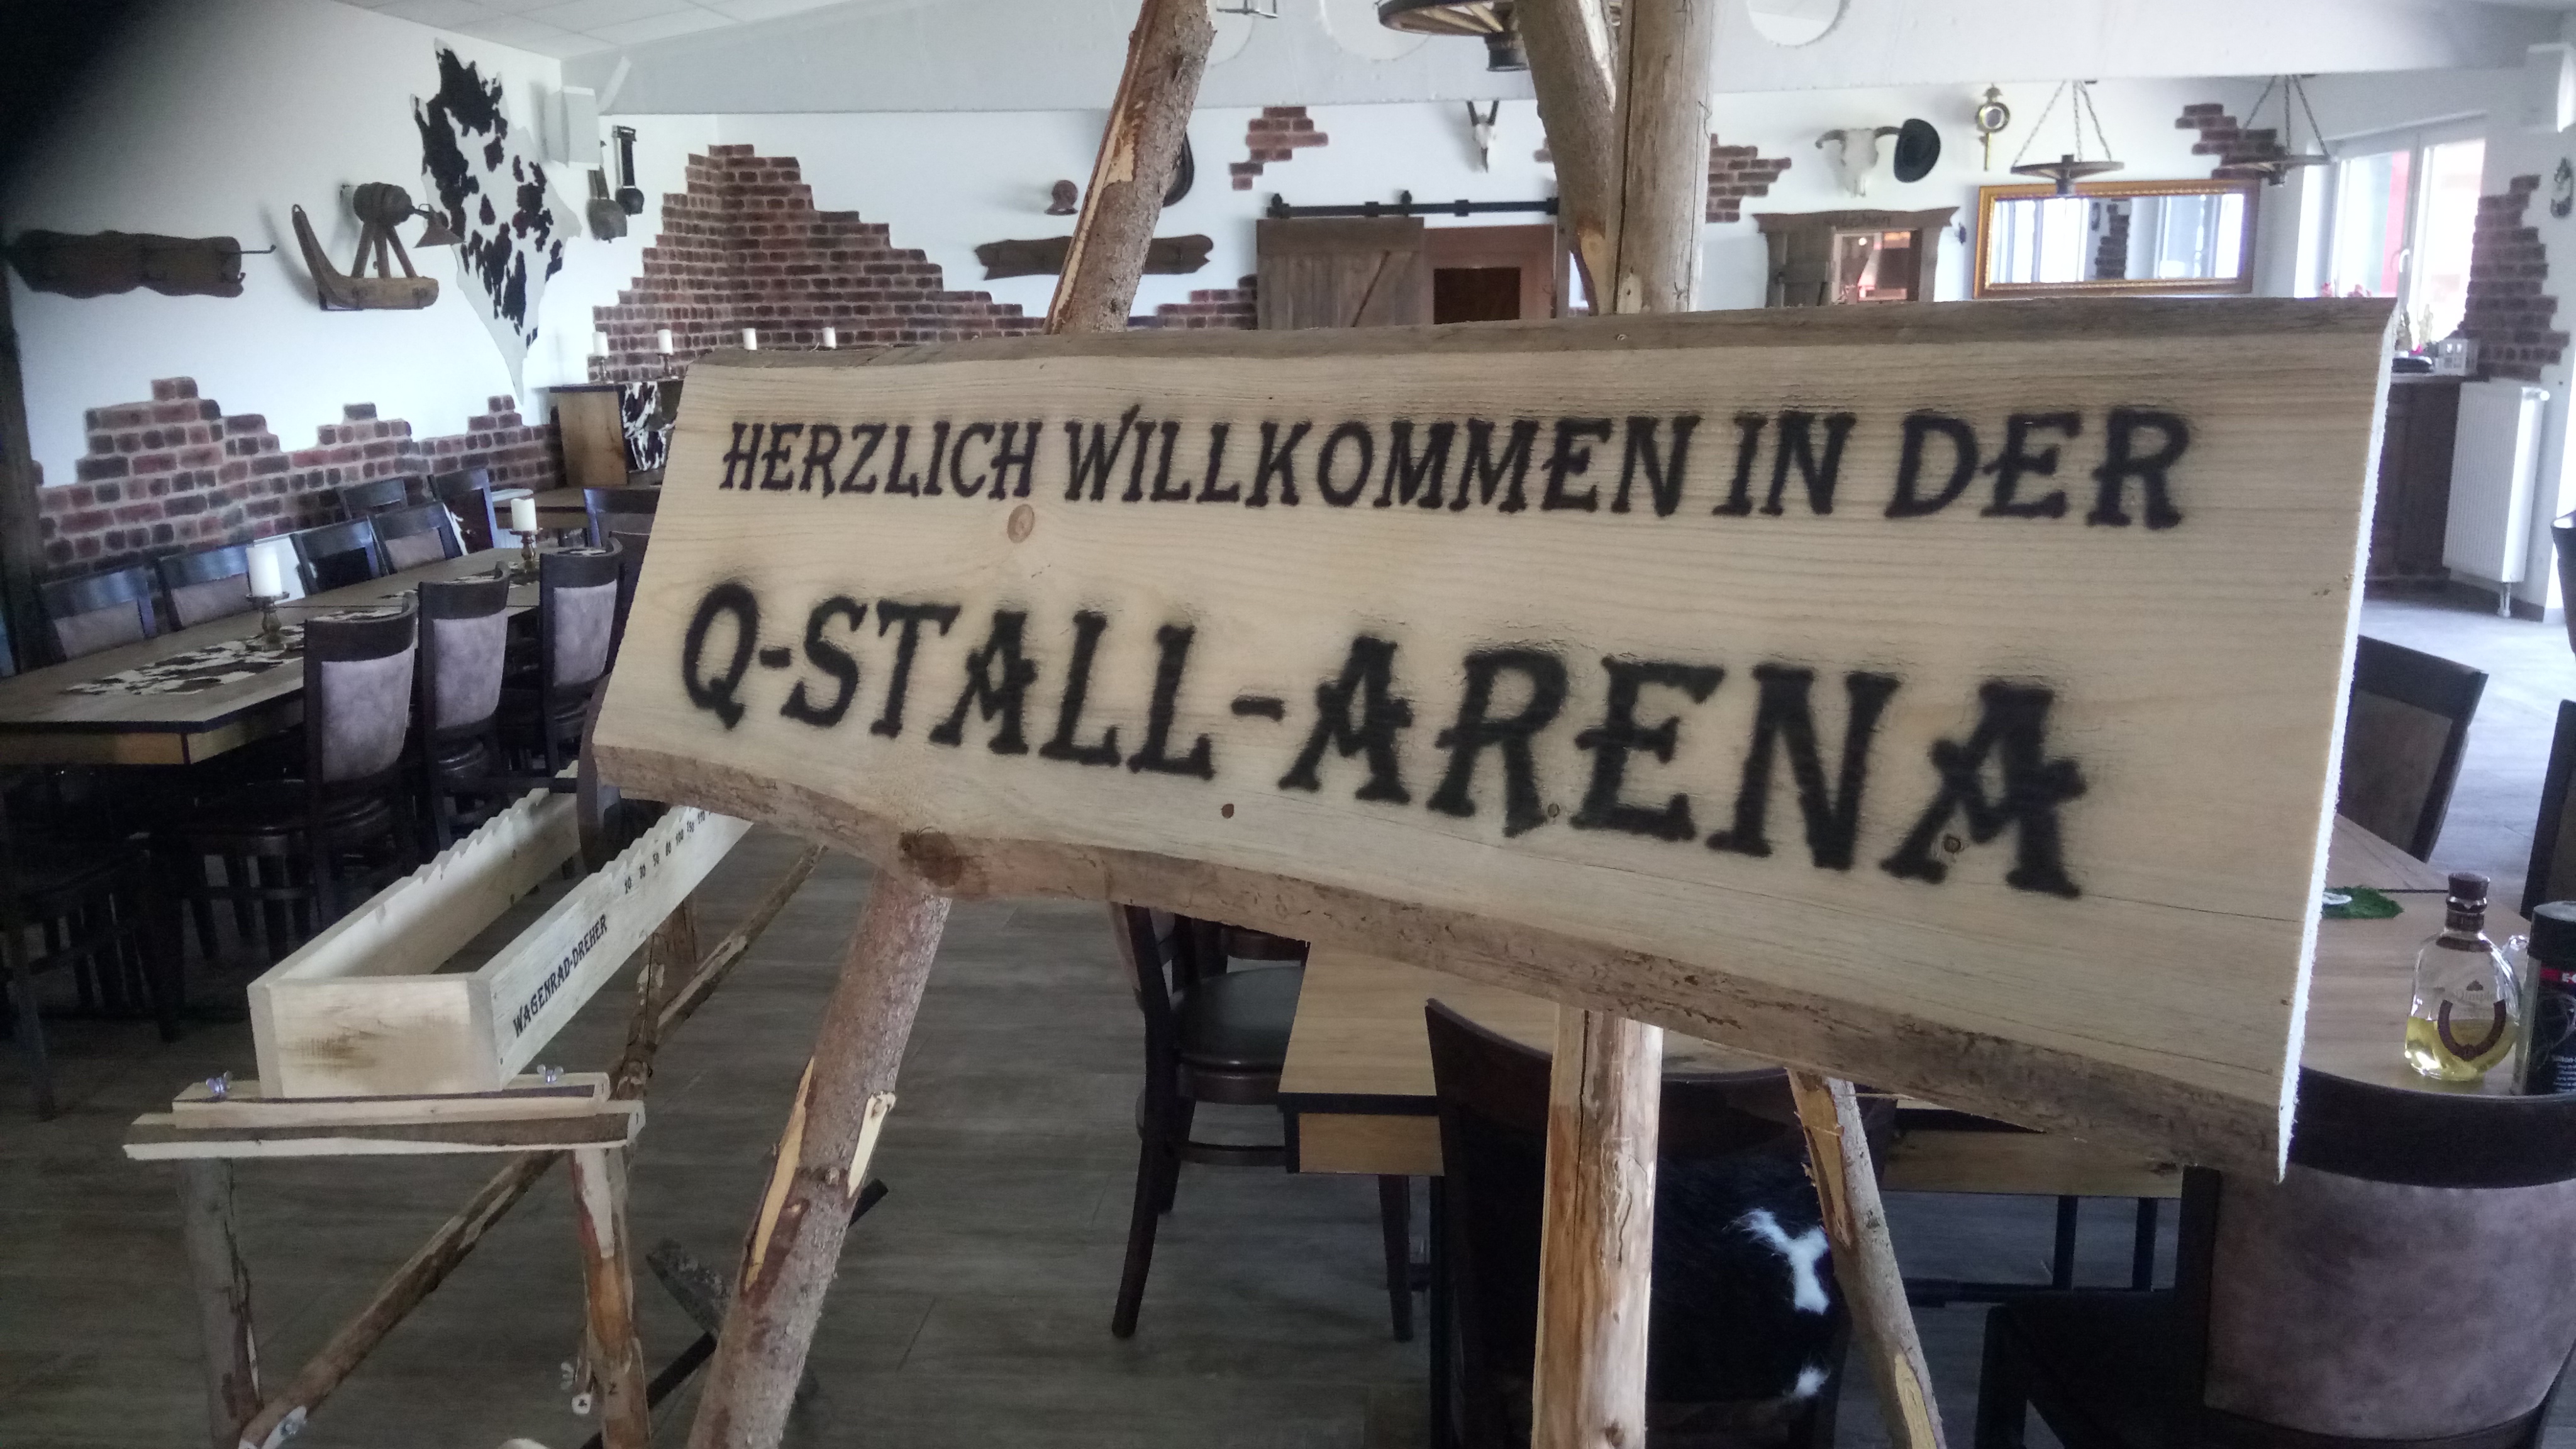 HERZLICH WILLKOMMEN IN DER
Q-STALL-ARENA
WAGENRAD-DREHER